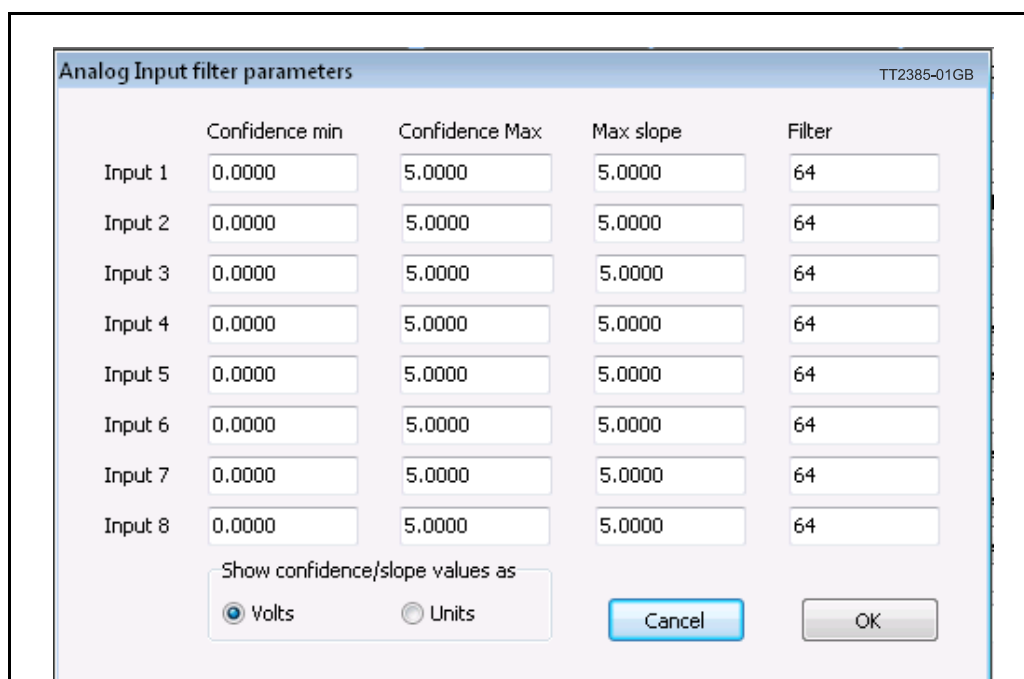 Analog Input filter parameters TT2385-01GB
Confidence min Confidence Max Max slope Filter
Input 1 0.0000 5.0000 5.0000 64
Input 2 0.0000 5.0000 5.0000 64
Input 3 0.0000 5.0000 5.0000 64
Input 4 0.0000 5.0000 5.0000 64
Input 5 0.0000 5.0000 5.0000 64
Input 6 0.0000 5.0000 5.0000 64
Input 7 0.0000 5.0000 5.0000 64
Input 8 0.0000 5.0000 5.0000 64
Show confidence/slope values as
Volts Units Cancel OK